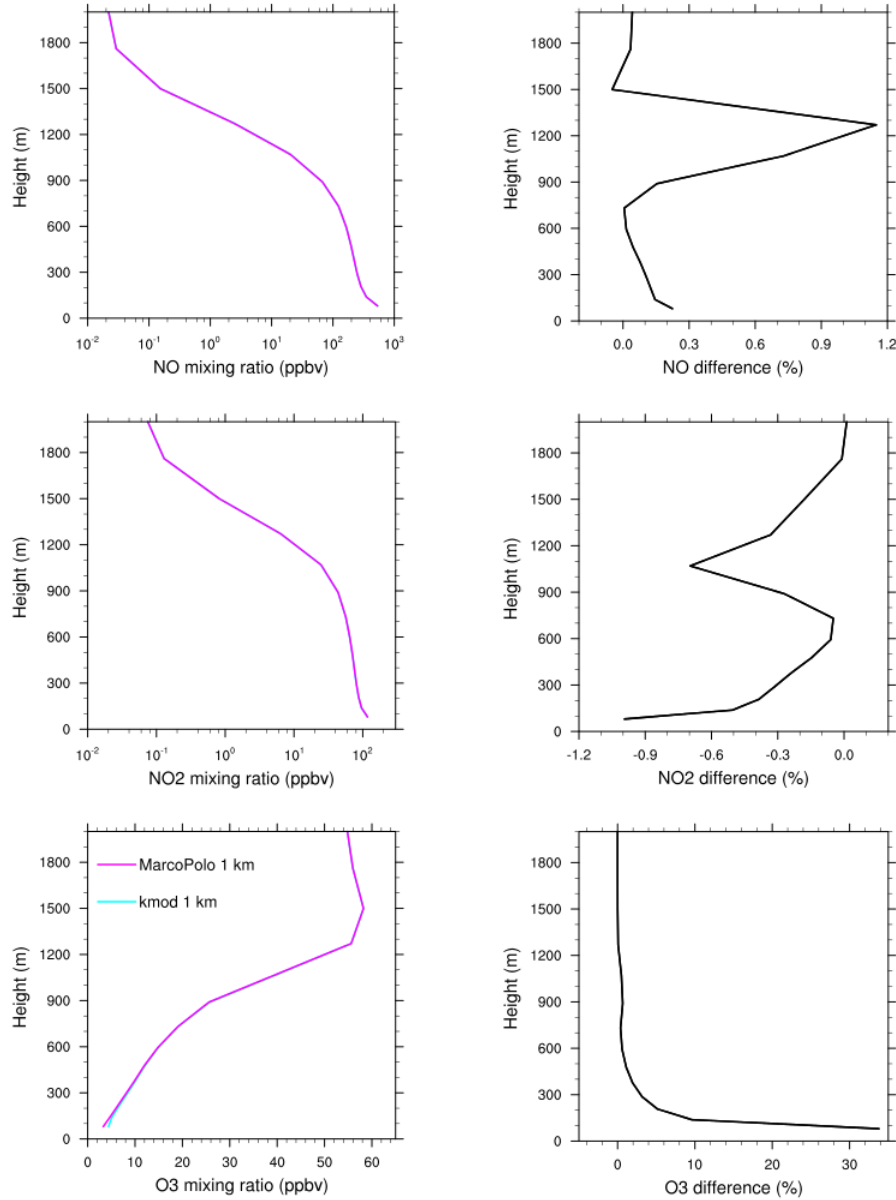 1800
1500
1200
900
600
300
0
Height (m)
10-2 10-1 100 101 102 103
NO mixing ratio (ppbv)
1800
1500
1200
900
600
300
0
Height (m)
0.0 0.3 0.6 0.9 1.2
NO difference (%)
1800
1500
1200
900
600
300
0
Height (m)
10-2 10-1 100 101 102
NO2 mixing ratio (ppbv)
1800
1500
1200
900
600
300
0
Height (m)
-1.2 -0.9 -0.6 -0.3 0.0
NO2 difference (%)
1800
1500
1200
900
600
300
0
Height (m)
MarcoPolo 1 km
kmod 1 km
0 10 20 30 40 50 60
O3 mixing ratio (ppbv)
1800
1500
1200
900
600
300
0
Height (m)
0 10 20 30
O3 difference (%)